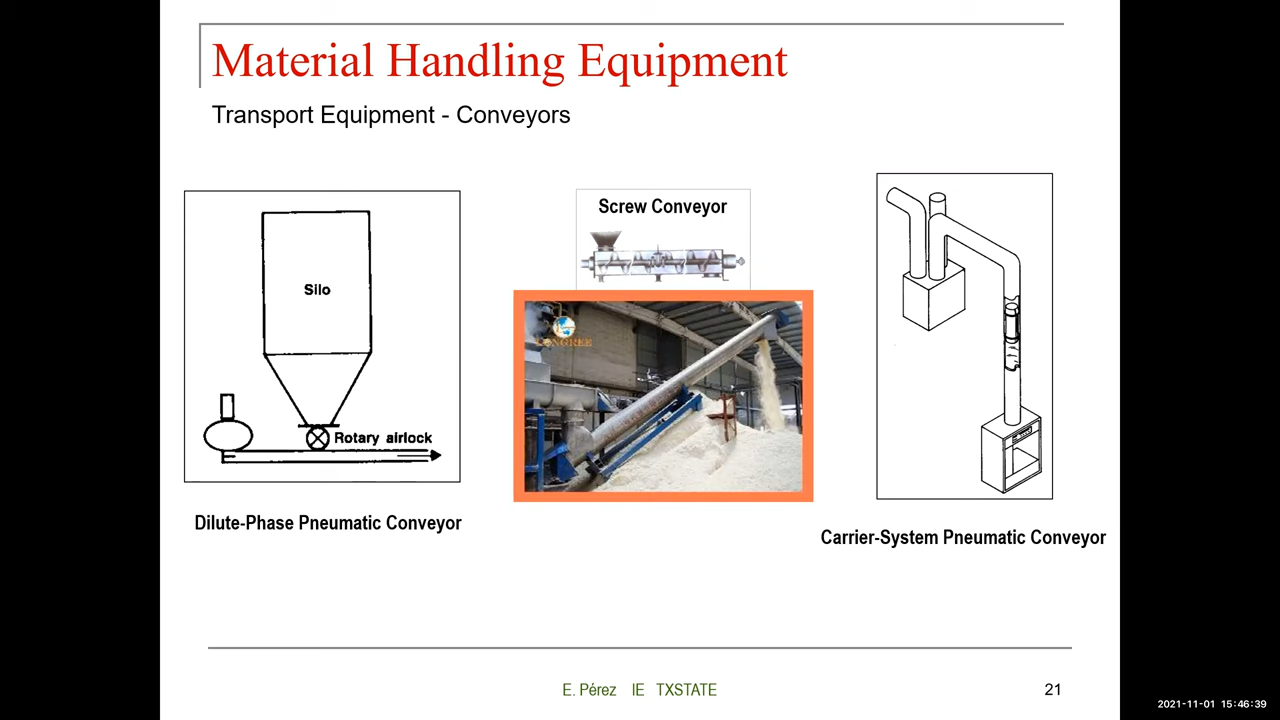 Material Handling Equipment
Transport Equipment - Conveyors
Silo
Rotary airlock
Dilute-Phase Pneumatic Conveyor
Screw Conveyor
Carrier-System Pneumatic Conveyor
E. Pérez IE TXSTATE
21
2021-11-01 15:46:39